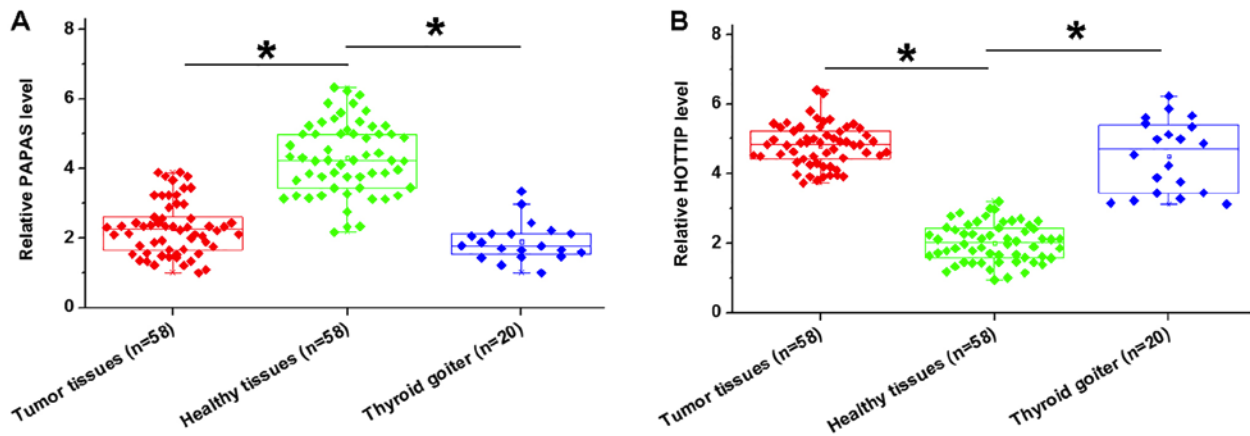 A
Relative PAPAS level
8
6
4
2
0
*
*
Tumor tissues (n=58)
Healthy tissues (n=58)
Thyroid goiter (n=20)
B
Relative HOTTIP level
8
6
4
2
0
*
*
Tumor tissues (n=58)
Healthy tissues (n=58)
Thyroid goiter (n=20)